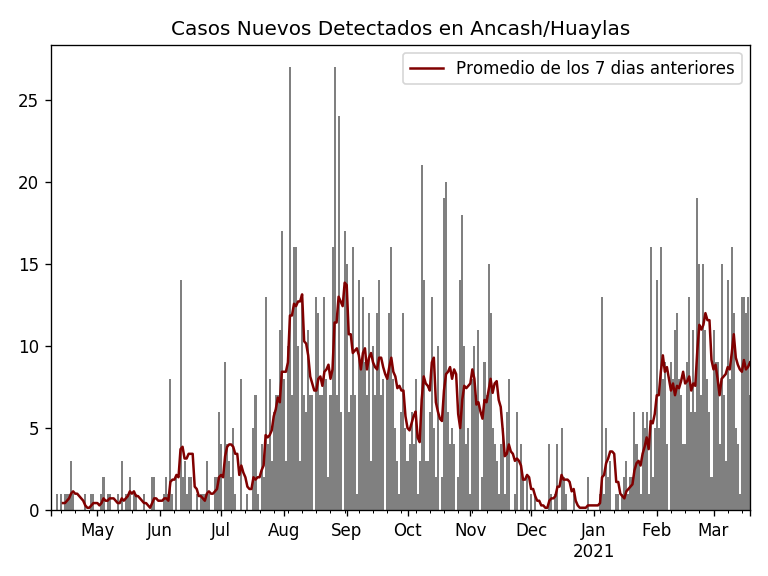 Casos Nuevos Detectados en Ancash/Huaylas
Promedio de los 7 dias anteriores
25
20
15
10
5
0
May Jun Jul Aug Sep Oct Nov Dec Jan Feb Mar
2021